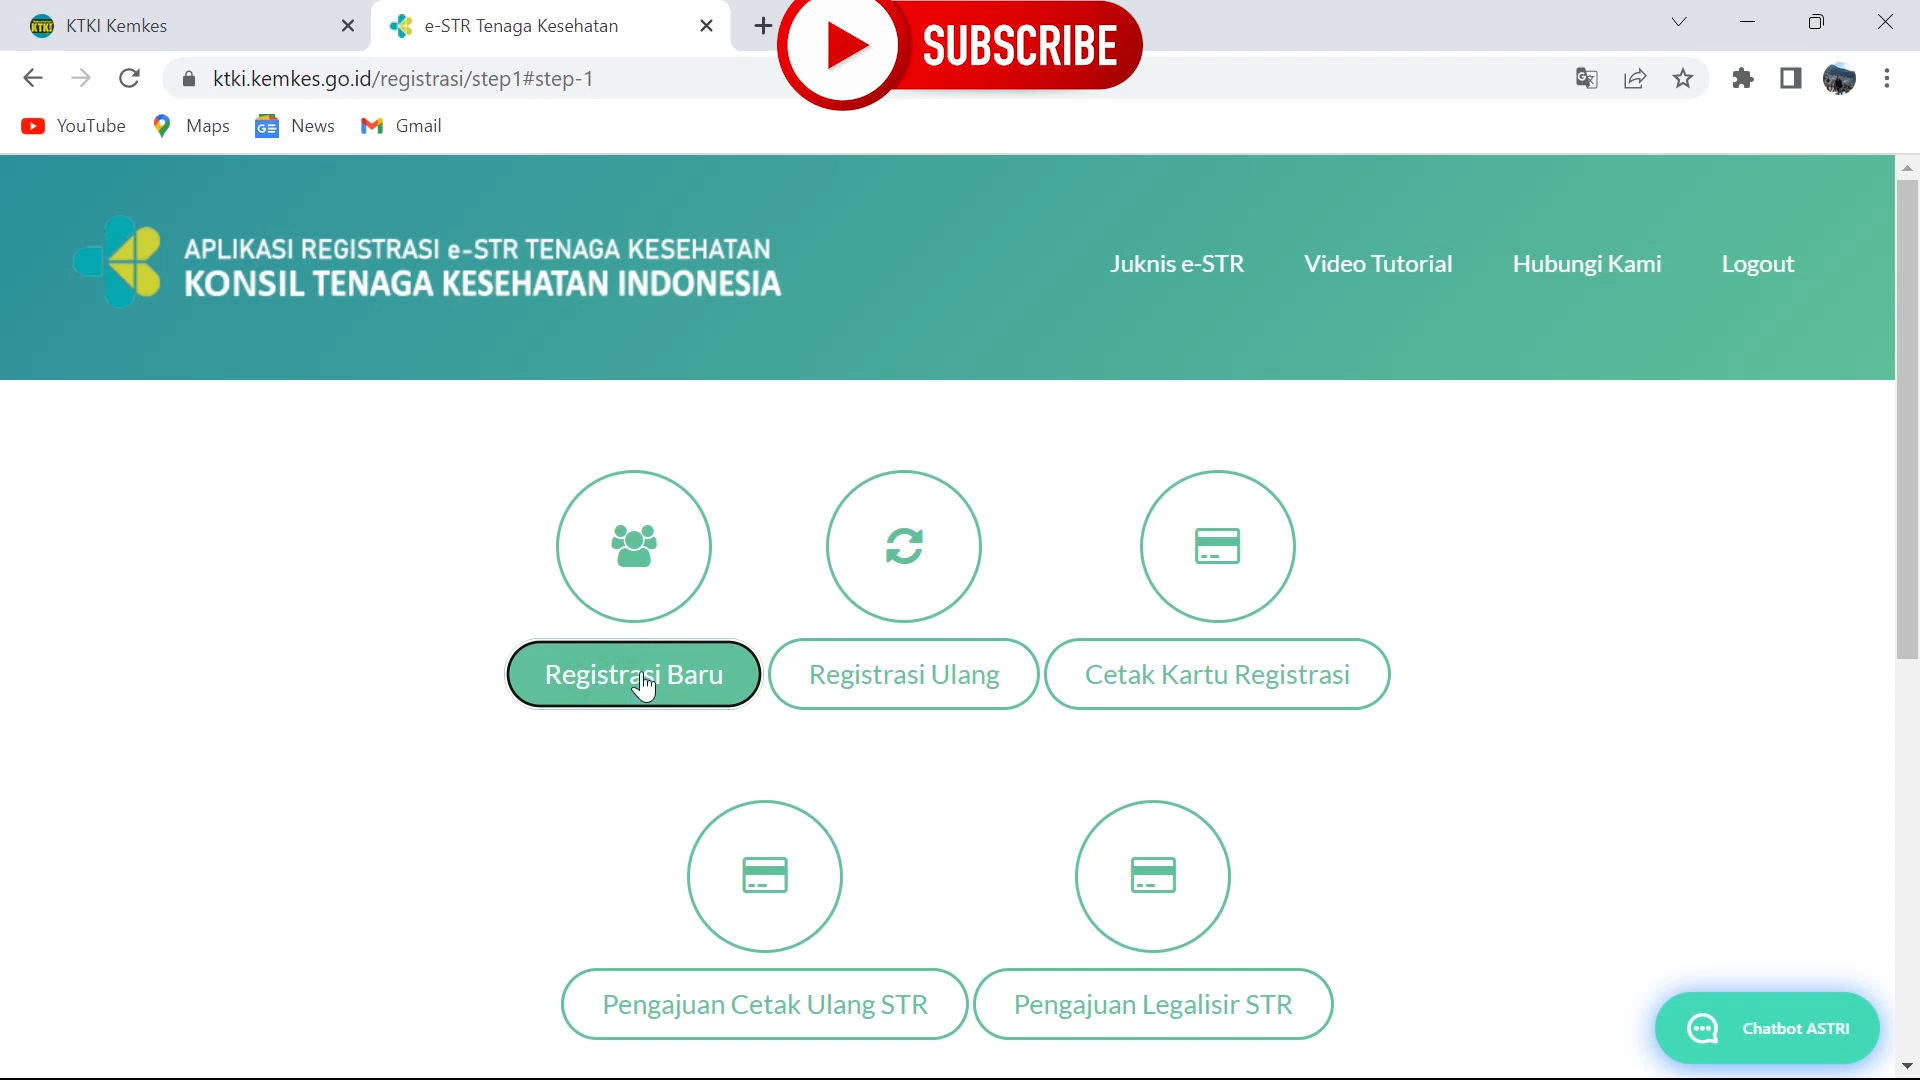 KTKI Kemkes
e-STR Tenaga Kesehatan
SUBSCRIBE
ktki.kemkes.go.id/registrasi/step1#step-1
YouTube Maps News Gmail
APLIKASI REGISTRASI e-STR TENAGA KESEHATAN
KONSIL TENAGA KESEHATAN INDONESIA
Juknis e-STR Video Tutorial Hubungi Kami Logout
Registrasi Baru Registrasi Ulang Cetak Kartu Registrasi
Pengajuan Cetak Ulang STR Pengajuan Legalisir STR
Chatbot ASTRI